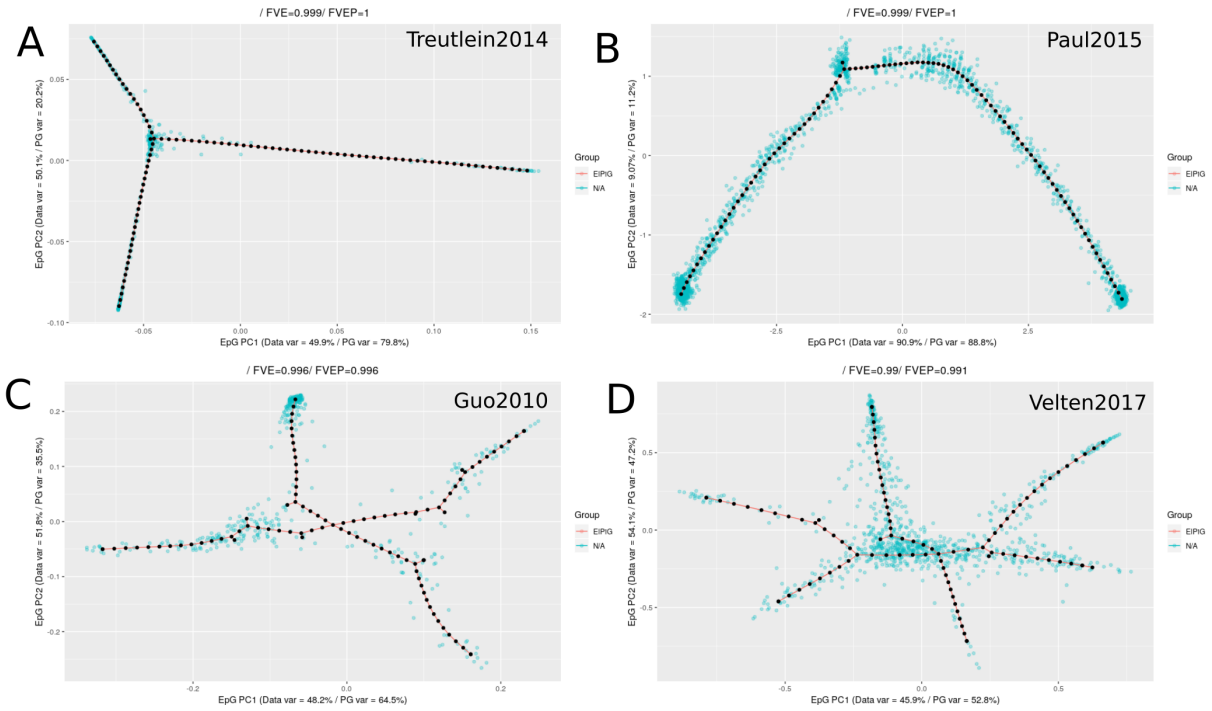 / FVE=0.999/ FVEP=1
A
Treutlein2014
EpG PC2 (Data var = 50.1% / PG var = 20.2%)
0.05
0.00
-0.05
-0.10
-0.05
0.00
0.05
0.10
0.15
EpG PC1 (Data var = 49.9% / PG var = 79.8%)
Group
ElPiG
N/A
/ FVE=0.999/ FVEP=1
B
Paul2015
EpG PC2 (Data var = 9.07% / PG var = 11.2%)
1
0
-1
-2
-2.5
0.0
2.5
EpG PC1 (Data var = 90.9% / PG var = 88.8%)
Group
ElPiG
N/A
/ FVE=0.996/ FVEP=0.996
C
Guo2010
EpG PC2 (Data var = 51.8% / PG var = 35.5%)
0.2
0.1
0.0
-0.1
-0.2
-0.2
0.0
0.2
EpG PC1 (Data var = 48.2% / PG var = 64.5%)
Group
ElPiG
N/A
/ FVE=0.99/ FVEP=0.991
D
Velten2017
EpG PC2 (Data var = 54.1% / PG var = 47.2%)
0.5
0.0
-0.5
-0.5
0.0
0.5
EpG PC1 (Data var = 45.9% / PG var = 52.8%)
Group
ElPiG
N/A